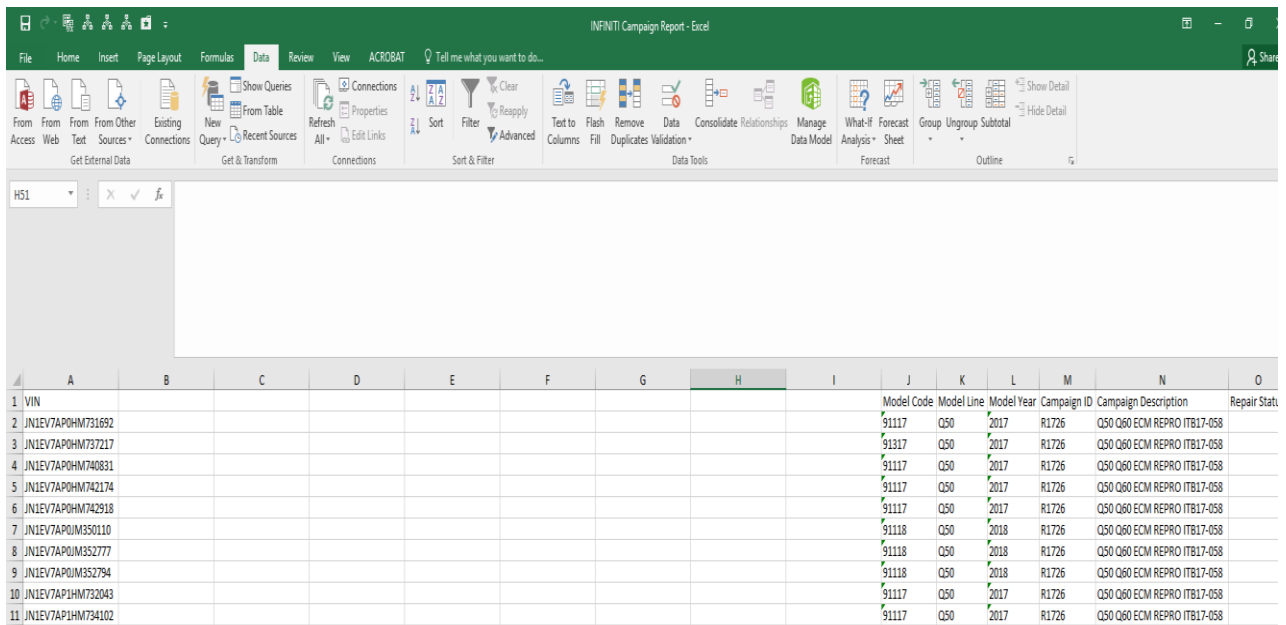 INFINITI Campaign Report - Excel
File Home Insert Page Layout Formulas Data Review View ACROBAT Tell me what you want to do... Share
From Access From Web From Text From Other Sources Existing Connections New Query Show Queries From Table Recent Sources Refresh All Connections Properties Edit Links Sort Filter Clear Reapply Advanced Text to Columns Flash Fill Remove Duplicates Data Validation Consolidate Relationships Manage Data Model What-If Analysis Forecast Sheet Group Ungroup Subtotal Show Detail Hide Detail
Get External Data Get & Transform Connections Sort & Filter Data Tools Forecast Outline
H51 fx
A B C D E F G H I J K L M N O
1 VIN Model Code Model Line Model Year Campaign ID Campaign Description Repair Statu
2 JN1EV7AP0HM731692 91117 Q50 2017 R1726 Q50 Q60 ECM REPRO ITB17-058
3 JN1EV7AP0HM737217 91317 Q50 2017 R1726 Q50 Q60 ECM REPRO ITB17-058
4 JN1EV7AP0HM740831 91117 Q50 2017 R1726 Q50 Q60 ECM REPRO ITB17-058
5 JN1EV7AP0HM742174 91117 Q50 2017 R1726 Q50 Q60 ECM REPRO ITB17-058
6 JN1EV7AP0HM742918 91117 Q50 2017 R1726 Q50 Q60 ECM REPRO ITB17-058
7 JN1EV7AP0JM350110 91118 Q50 2018 R1726 Q50 Q60 ECM REPRO ITB17-058
8 JN1EV7AP0JM352777 91118 Q50 2018 R1726 Q50 Q60 ECM REPRO ITB17-058
9 JN1EV7AP0JM352794 91118 Q50 2018 R1726 Q50 Q60 ECM REPRO ITB17-058
10 JN1EV7AP1HM732043 91117 Q50 2017 R1726 Q50 Q60 ECM REPRO ITB17-058
11 JN1EV7AP1HM734102 91117 Q50 2017 R1726 Q50 Q60 ECM REPRO ITB17-058